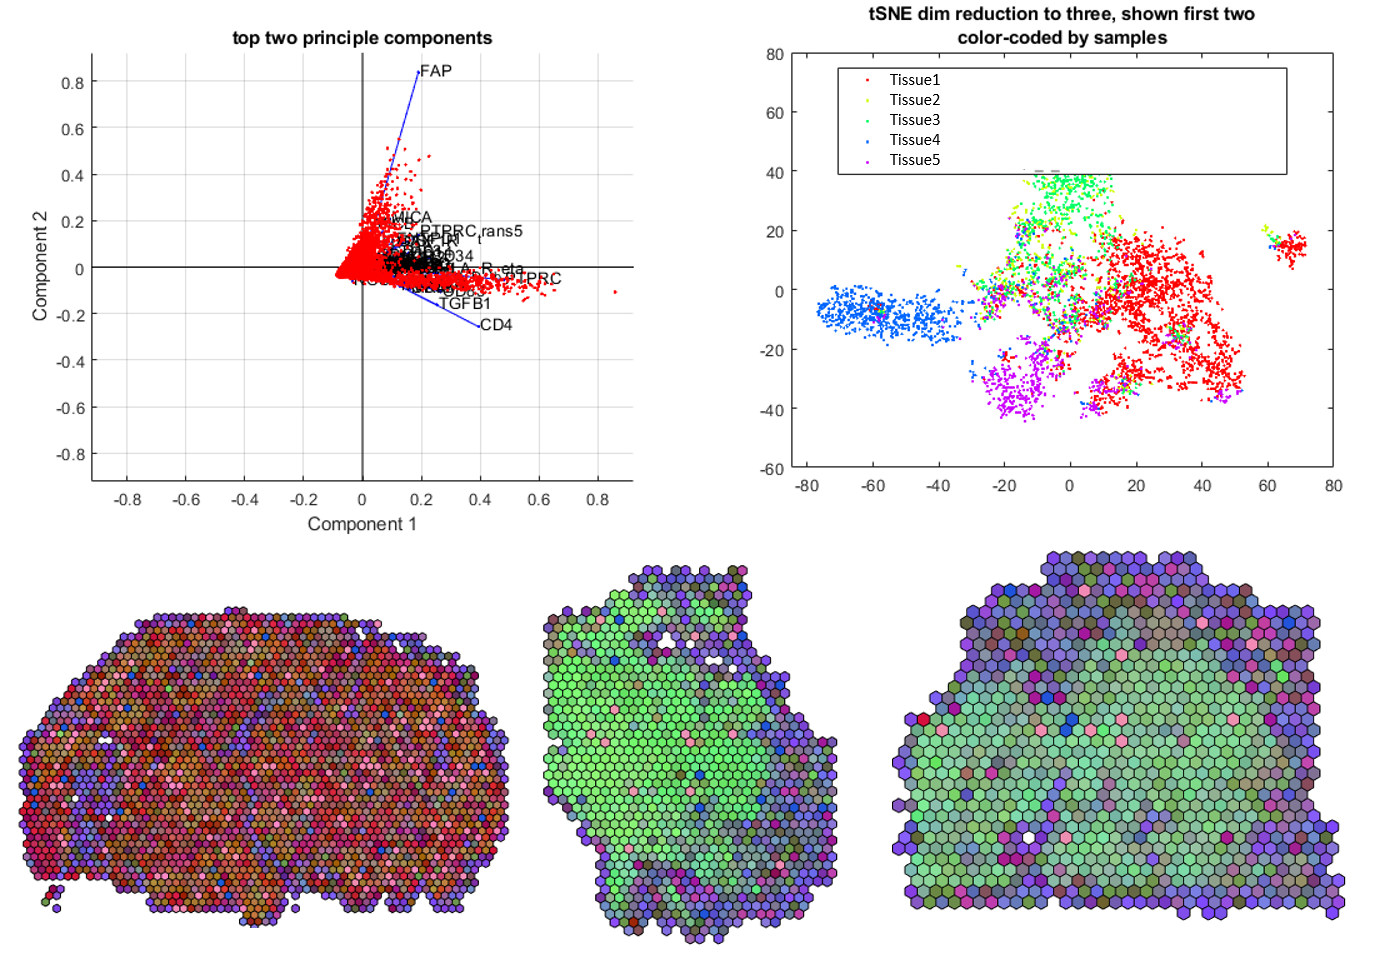 top two principle components
0.8
0.6
0.4
0.2
0
-0.2
-0.4
-0.6
-0.8
Component 2
FAP
MICA
PTPRC rans5
PTPRC
TGFB1
CD4
-0.8
-0.6
-0.4
-0.2
0
0.2
0.4
0.6
0.8
Component 1
tSNE dim reduction to three, shown first two
color-coded by samples
Tissue1
Tissue2
Tissue3
Tissue4
Tissue5
80
60
40
20
0
-20
-40
-60
-80
-60
-40
-20
0
20
40
60
80